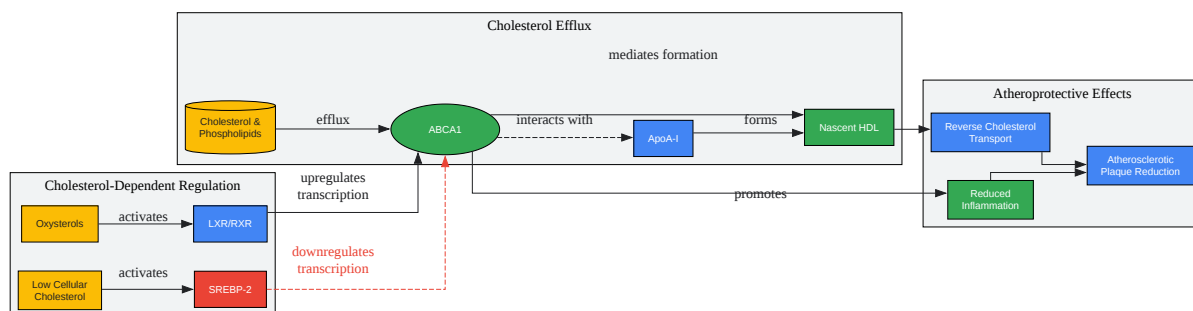 Cholesterol Efflux
mediates formation
Cholesterol &
Phospholipids
efflux
ABCA1
interacts with
ApoA-I
forms
Nascent HDL
Atheroprotective Effects
Reverse Cholesterol
Transport
Atherosclerotic
Plaque Reduction
Reduced
Inflammation
promotes
Cholesterol-Dependent Regulation
upregulates
transcription
Oxysterols
activates
LXR/RXR
downregulates
transcription
Low Cellular
Cholesterol
activates
SREBP-2